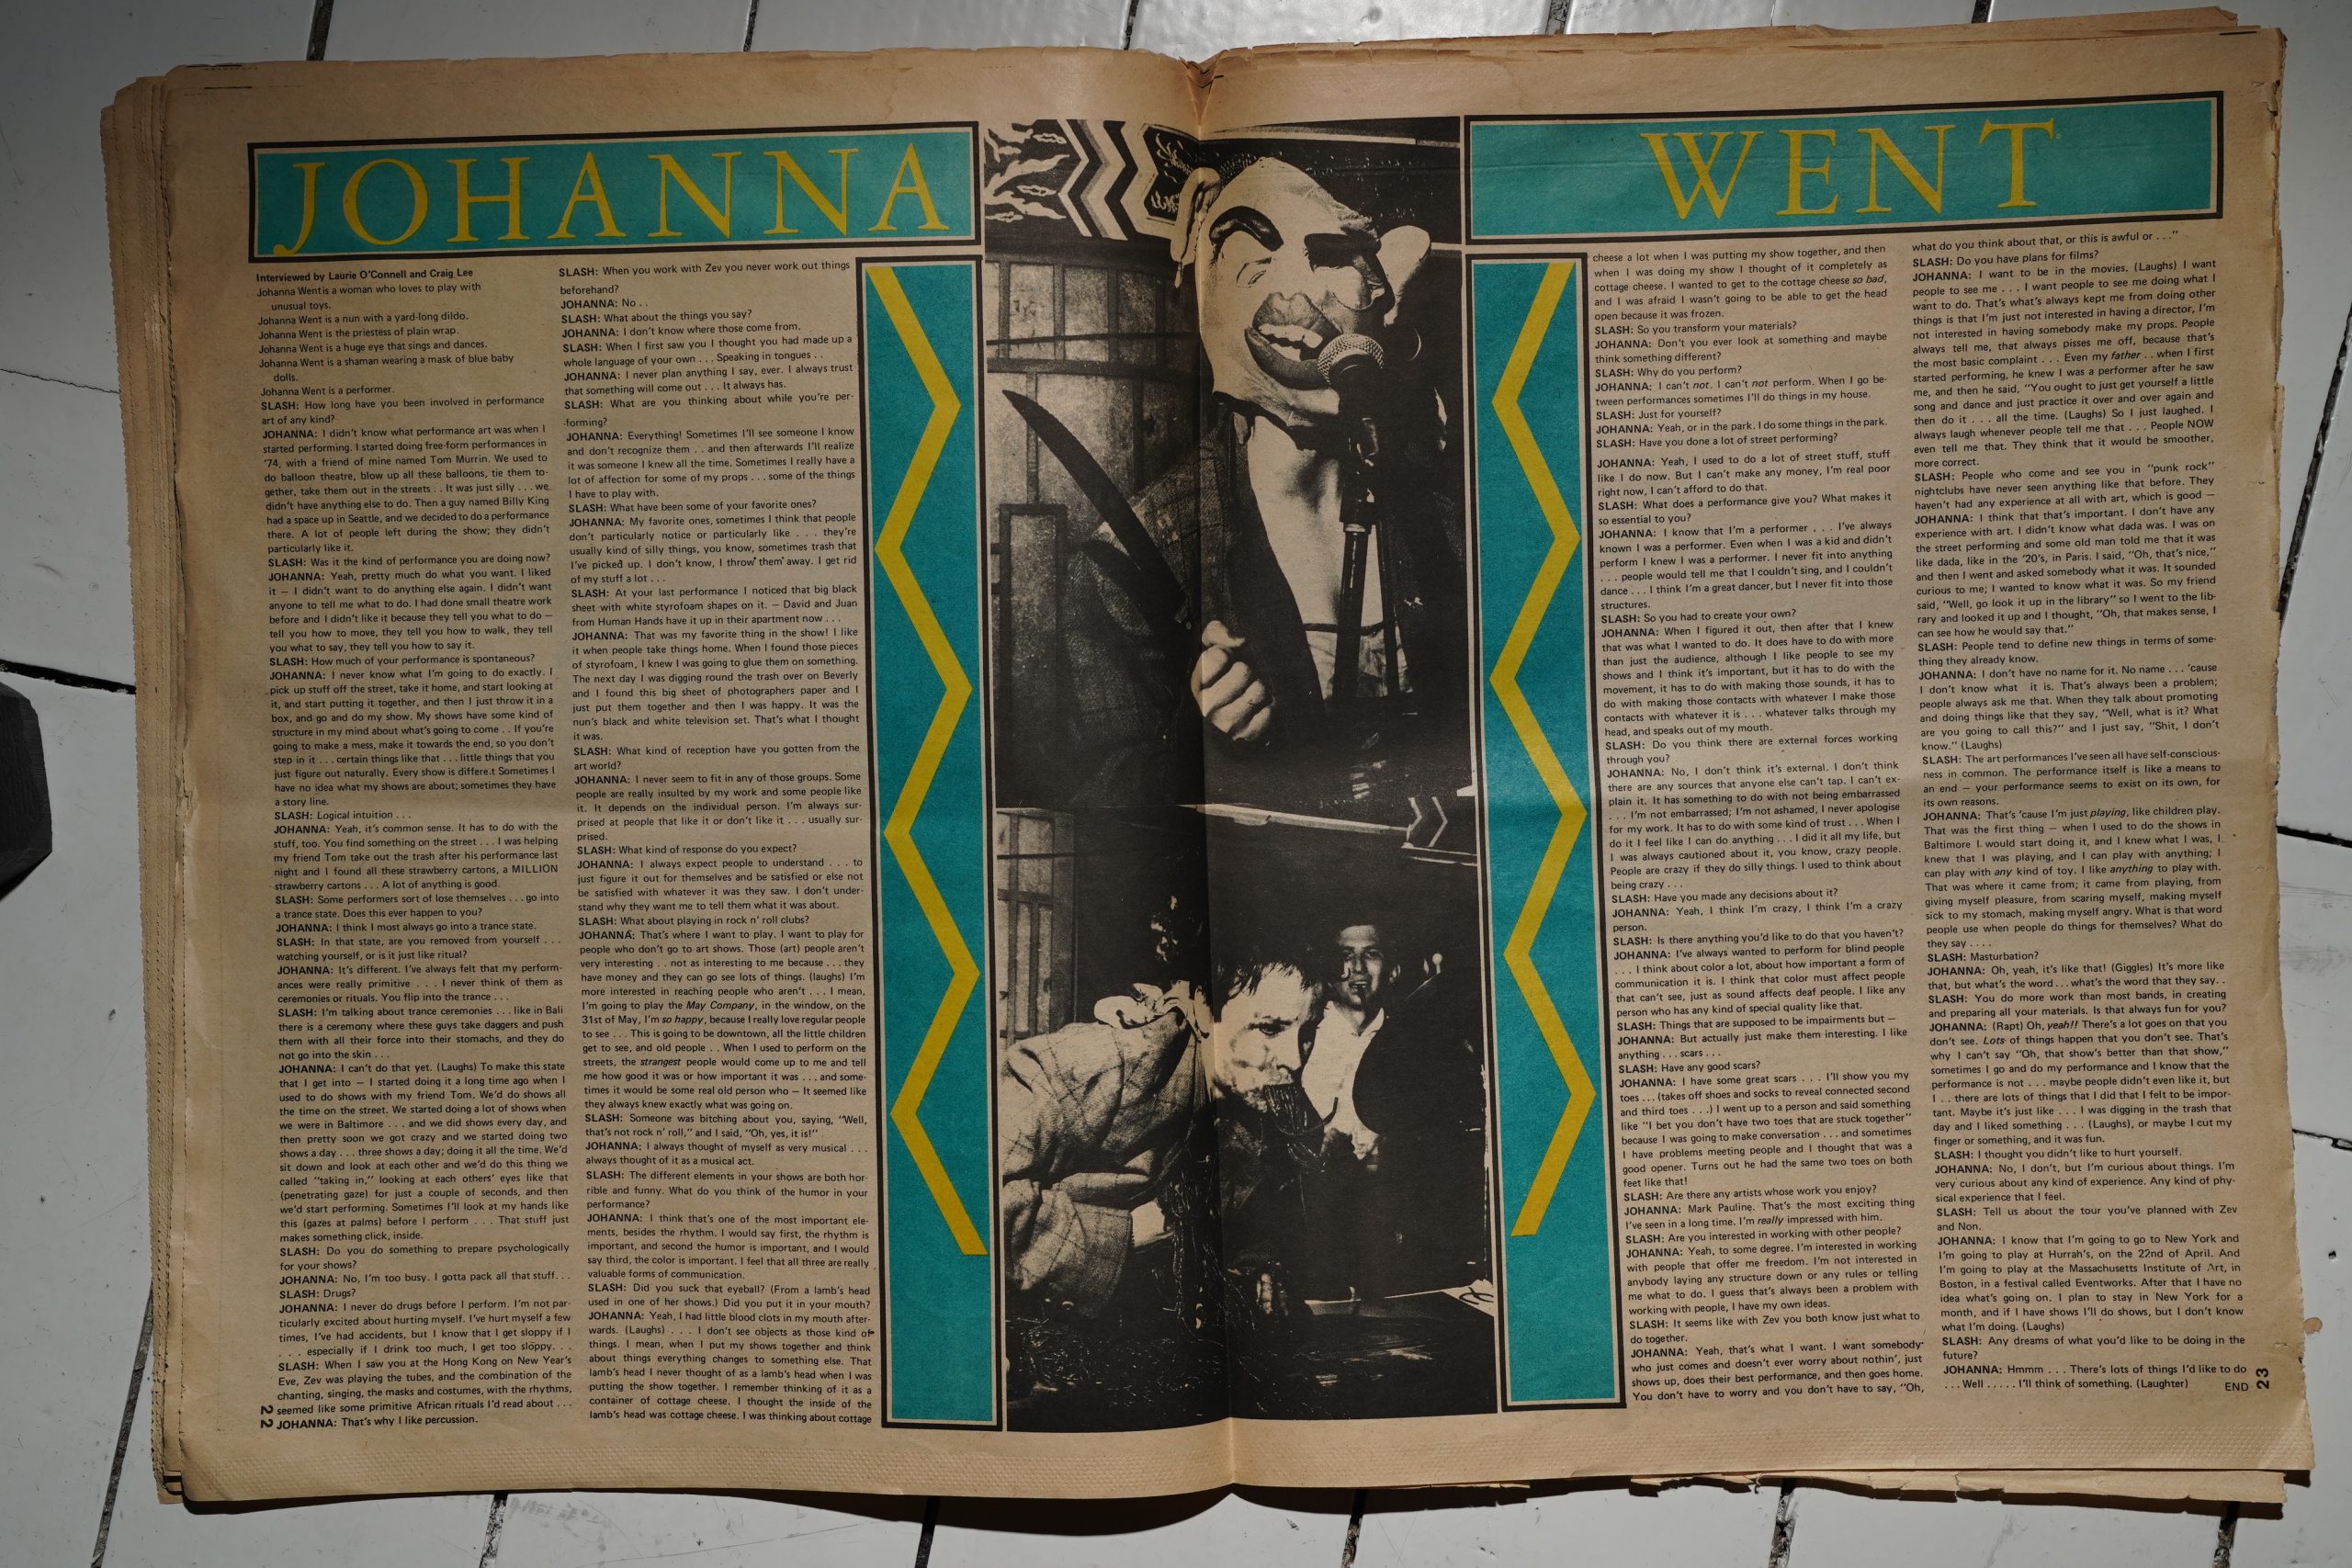 JOHANNA
WENT
Interviewed by Laurie O'Connell and Craig Lee
Johanna Went is a woman who loves to play with
unusual toys.
Johanna Went is a nun with a yard-long dildo.
Johanna Went is the priestess of plain wrap.
Johanna Went is a huge eye that sings and dances.
Johanna Went is a shaman wearing a mask of blue baby
dolls.
Johanna Went is a performer.
SLASH: How long have you been involved in performance
art of any kind?
JOHANNA: I didn't know what performance art was when I
started performing. I started doing free-form performances in
'74, with a friend of mine named Tom Murrin. We used to
do balloon theatre, blow up all these balloons, tie them to-
gether, take them out in the streets . . It was just silly . . . we
didn't have anything else to do. Then a guy named Billy King
had a space up in Seattle, and we decided to do a performance
there. A lot of people left during the show; they didn't
particularly like it.
SLASH: Was it the kind of performance you are doing now?
JOHANNA: Yeah, pretty much do what you want. I liked
it – I didn't want to do anything else again. I didn't want
anyone to tell me what to do. I had done small theatre work
before and I didn't like it because they tell you what to do –
tell you how to move, they tell you how to walk, they tell
you what to say, they tell you how to say it.
SLASH: How much of your performance is spontaneous?
JOHANNA: I never know what I'm going to do exactly. I
pick up stuff off the street, take it home, and start looking at
it, and start putting it together, and then I just throw it in a
box, and go and do my show. My shows have some kind of
structure in my mind about what's going to come . . If you're
going to make a mess, make it towards the end, so you don't
step in it . . . certain things like that . . . little things that you
just figure out naturally. Every show is differe.t Sometimes I
have no idea what my shows are about; sometimes they have
a story line.
SLASH: Logical intuition . . .
JOHANNA: Yeah, it's common sense. It has to do with the
stuff, too. You find something on the street . . . I was helping
my friend Tom take out the trash after his performance last
night and I found all these strawberry cartons, a MILLION
strawberry cartons . . . A lot of anything is good.
SLASH: Some performers sort of lose themselves . . . go into
a trance state. Does this ever happen to you?
JOHANNA: I think I most always go into a trance state.
SLASH: In that state, are you removed from yourself . . .
watching yourself, or is it just like ritual?
JOHANNA: It's different. I've always felt that my perform-
ances were really primitive . . . I never think of them as
ceremonies or rituals. You flip into the trance . . .
SLASH: I'm talking about trance ceremonies . . . like in Bali
there is a ceremony where these guys take daggers and push
them with all their force into their stomachs, and they do
not go into the skin . . .
JOHANNA: I can't do that yet. (Laughs) To make this state
that I get into – I started doing it a long time ago when I
used to do shows with my friend Tom. We'd do shows all
the time on the street. We started doing a lot of shows when
we were in Baltimore . . . and we did shows every day, and
then pretty soon we got crazy and we started doing two
shows a day . . . three shows a day; doing it all the time. We'd
sit down and look at each other and we'd do this thing we
called "taking in," looking at each others' eyes like that
(penetrating gaze) for just a couple of seconds, and then
we'd start performing. Sometimes I'll look at my hands like
this (gazes at palms) before I perform . . . That stuff just
makes something click, inside.
SLASH: Do you do something to prepare psychologically
for your shows?
JOHANNA: No, I'm too busy. I gotta pack all that stuff. . .
SLASH: Drugs?
JOHANNA: I never do drugs before I perform. I'm not par-
ticularly excited about hurting myself. I've hurt myself a few
times, I've had accidents, but I know that I get sloppy if I
. . . especially if I drink too much, I get too sloppy. . .
SLASH: When I saw you at the Hong Kong on New Year's
Eve, Zev was playing the tubes, and the combination of the
chanting, singing, the masks and costumes, with the rhythms,
seemed like some primitive African rituals I'd read about . . .
JOHANNA: That's why I like percussion.
22
SLASH: When you work with Zev you never work out things
beforehand?
JOHANNA: No . .
SLASH: What about the things you say?
JOHANNA: I don't know where those come from.
SLASH: When I first saw you I thought you had made up a
whole language of your own . . . Speaking in tongues . .
JOHANNA: I never plan anything I say, ever. I always trust
that something will come out . . . It always has.
SLASH: What are you thinking about while you're per-
forming?
JOHANNA: Everything! Sometimes I'll see someone I know
and don't recognize them . . and then afterwards I'll realize
it was someone I knew all the time. Sometimes I really have a
lot of affection for some of my props . . . some of the things
I have to play with.
SLASH: What have been some of your favorite ones?
JOHANNA: My favorite ones, sometimes I think that people
don't particularly notice or particularly like . . . they're
usually kind of silly things, you know, sometimes trash that
I've picked up. I don't know, I throw them away. I get rid
of my stuff a lot . . .
SLASH: At your last performance I noticed that big black
sheet with white styrofoam shapes on it. – David and Juan
from Human Hands have it up in their apartment now . . .
JOHANNA: That was my favorite thing in the show! I like
it when people take things home. When I found those pieces
of styrofoam, I knew I was going to glue them on something.
The next day I was digging round the trash over on Beverly
and I found this big sheet of photographers paper and I
just put them together and then I was happy. It was the
nun's black and white television set. That's what I thought
it was.
SLASH: What kind of reception have you gotten from the
art world?
JOHANNA: I never seem to fit in any of those groups. Some
people are really insulted by my work and some people like
it. It depends on the individual person. I'm always sur-
prised at people that like it or don't like it . . . usually sur-
prised.
SLASH: What kind of response do you expect?
JOHANNA: I always expect people to understand . . . to
just figure it out for themselves and be satisfied or else not
be satisfied with whatever it was they saw. I don't under-
stand why they want me to tell them what it was about.
SLASH: What about playing in rock n' roll clubs?
JOHANNA: That's where I want to play. I want to play for
people who don't go to art shows. Those (art) people aren't
very interesting . . not as interesting to me because . . . they
have money and they can go see lots of things. (laughs) I'm
more interested in reaching people who aren't . . . I mean,
I'm going to play the May Company, in the window, on the
31st of May, I'm so happy, because I really love regular people
to see . . . This is going to be downtown, all the little children
get to see, and old people . . When I used to perform on the
streets, the strangest people would come up to me and tell
me how good it was or how important it was . . . and some-
times it would be some real old person who – It seemed like
they always knew exactly what was going on.
SLASH: Someone was bitching about you, saying, "Well,
that's not rock n' roll," and I said, "Oh, yes, it is!"
JOHANNA: I always thought of myself as very musical . . .
always thought of it as a musical act.
SLASH: The different elements in your shows are both hor-
rible and funny. What do you think of the humor in your
performance?
JOHANNA: I think that's one of the most important ele-
ments, besides the rhythm. I would say first, the rhythm is
important, and second the humor is important, and I would
say third, the color is important. I feel that all three are really
valuable forms of communication.
SLASH: Did you suck that eyeball? (From a lamb's head
used in one of her shows.) Did you put it in your mouth?
JOHANNA: Yeah, I had little blood clots in my mouth after-
wards. (Laughs) . . . I don't see objects as those kind of
things. I mean, when I put my shows together and think
about things everything changes to something else. That
lamb's head I never thought of as a lamb's head when I was
putting the show together. I remember thinking of it as a
container of cottage cheese. I thought the inside of the
lamb's head was cottage cheese. I was thinking about cottage
cheese a lot when I was putting my show together, and then
when I was doing my show I thought of it completely as
cottage cheese. I wanted to get to the cottage cheese so bad,
and I was afraid I wasn't going to be able to get the head
open because it was frozen.
SLASH: So you transform your materials?
JOHANNA: Don't you ever look at something and maybe
think something different?
SLASH: Why do you perform?
JOHANNA: I can't not. I can't not perform. When I go be-
tween performances sometimes I'll do things in my house.
SLASH: Just for yourself?
JOHANNA: Yeah, or in the park. I do some things in the park.
SLASH: Have you done a lot of street performing?
JOHANNA: Yeah, I used to do a lot of street stuff, stuff
like I do now. But I can't make any money, I'm real poor
right now, I can't afford to do that.
SLASH: What does a performance give you? What makes it
so essential to you?
JOHANNA: I know that I'm a performer . . . I've always
known I was a performer. Even when I was a kid and didn't
perform I knew I was a performer. I never fit into anything
. . . people would tell me that I couldn't sing, and I couldn't
dance . . . I think I'm a great dancer, but I never fit into those
structures.
SLASH: So you had to create your own?
JOHANNA: When I figured it out, then after that I knew
that was what I wanted to do. It does have to do with more
than just the audience, although I like people to see my
shows and I think it's important, but it has to do with the
movement, it has to do with making those sounds, it has to
do with making those contacts with whatever I make those
contacts with whatever it is . . . whatever talks through my
head, and speaks out of my mouth.
SLASH: Do you think there are external forces working
through you?
JOHANNA: No, I don't think it's external. I don't think
there are any sources that anyone else can't tap. I can't ex-
plain it. It has something to do with not being embarrassed
. . . I'm not embarrassed; I'm not ashamed, I never apologise
for my work. It has to do with some kind of trust . . . When I
do it I feel like I can do anything . . . I did it all my life, but
I was always cautioned about it, you know, crazy people.
People are crazy if they do silly things. I used to think about
being crazy . . .
SLASH: Have you made any decisions about it?
JOHANNA: Yeah, I think I'm crazy, I think I'm a crazy
person.
SLASH: Is there anything you'd like to do that you haven't?
JOHANNA: I've always wanted to perform for blind people
. . . I think about color a lot, about how important a form of
communication it is. I think that color must affect people
that can't see, just as sound affects deaf people. I like any
person who has any kind of special quality like that.
SLASH: Things that are supposed to be impairments but –
JOHANNA: But actually just make them interesting. I like
anything . . . scars . . .
SLASH: Have any good scars?
JOHANNA: I have some great scars . . . I'll show you my
toes . . . (takes off shoes and socks to reveal connected second
and third toes . . .) I went up to a person and said something
like "I bet you don't have two toes that are stuck together"
because I was going to make conversation . . . and sometimes
I have problems meeting people and I thought that was a
good opener. Turns out he had the same two toes on both
feet like that!
SLASH: Are there any artists whose work you enjoy?
JOHANNA: Mark Pauline. That's the most exciting thing
I've seen in a long time. I'm really impressed with him.
SLASH: Are you interested in working with other people?
JOHANNA: Yeah, to some degree. I'm interested in working
with people that offer me freedom. I'm not interested in
anybody laying any structure down or any rules or telling
me what to do. I guess that's always been a problem with
working with people, I have my own ideas.
SLASH: It seems like with Zev you both know just what to
do together.
JOHANNA: Yeah, that's what I want. I want somebody
who just comes and doesn't ever worry about nothin', just
shows up, does their best performance, and then goes home.
You don't have to worry and you don't have to say, "Oh,
what do you think about that, or this is awful or . . ."
SLASH: Do you have plans for films?
JOHANNA: I want to be in the movies. (Laughs) I want
people to see me . . . I want people to see me doing what I
want to do. That's what's always kept me from doing other
things is that I'm just not interested in having a director, I'm
not interested in having somebody make my props. People
always tell me, that always pisses me off, because that's
the most basic complaint . . . Even my father . . when I first
started performing, he knew I was a performer after he saw
me, and then he said, "You ought to just get yourself a little
song and dance and just practice it over and over again and
then do it . . . all the time. (Laughs) So I just laughed. I
always laugh whenever people tell me that . . . People NOW
even tell me that. They think that it would be smoother,
more correct.
SLASH: People who come and see you in "punk rock"
nightclubs have never seen anything like that before. They
haven't had any experience at all with art, which is good –
JOHANNA: I think that that's important. I don't have any
experience with art. I didn't know what dada was. I was on
the street performing and some old man told me that it was
like dada, like in the '20's, in Paris. I said, "Oh, that's nice,"
and then I went and asked somebody what it was. It sounded
curious to me; I wanted to know what it was. So my friend
said, "Well, go look it up in the library" so I went to the lib-
rary and looked it up and I thought, "Oh, that makes sense, I
can see how he would say that."
SLASH: People tend to define new things in terms of some-
thing they already know.
JOHANNA: I don't have no name for it. No name . . . 'cause
I don't know what it is. That's always been a problem;
people always ask me that. When they talk about promoting
and doing things like that they say, "Well, what is it? What
are you going to call this?" and I just say, "Shit, I don't
know." (Laughs)
SLASH: The art performances I've seen all have self-conscious-
ness in common. The performance itself is like a means to
an end – your performance seems to exist on its own, for
its own reasons.
JOHANNA: That's 'cause I'm just playing, like children play.
That was the first thing – when I used to do the shows in
Baltimore I would start doing it, and I knew what I was, I
knew that I was playing, and I can play with anything; I
can play with any kind of toy. I like anything to play with.
That was where it came from; it came from playing, from
giving myself pleasure, from scaring myself, making myself
sick to my stomach, making myself angry. What is that word
people use when people do things for themselves? What do
they say . . . .
SLASH: Masturbation?
JOHANNA: Oh, yeah, it's like that! (Giggles) It's more like
that, but what's the word . . . what's the word that they say. .
SLASH: You do more work than most bands, in creating
and preparing all your materials. Is that always fun for you?
JOHANNA: (Rapt) Oh, yeah!! There's a lot goes on that you
don't see. Lots of things happen that you don't see. That's
why I can't say "Oh, that show's better than that show,"
sometimes I go and do my performance and I know that the
performance is not . . . maybe people didn't even like it, but
I . . there are lots of things that I did that I felt to be impor-
tant. Maybe it's just like . . . I was digging in the trash that
day and I liked something . . . (Laughs), or maybe I cut my
finger or something, and it was fun.
SLASH: I thought you didn't like to hurt yourself.
JOHANNA: No, I don't, but I'm curious about things. I'm
very curious about any kind of experience. Any kind of phy-
sical experience that I feel.
SLASH: Tell us about the tour you've planned with Zev
and Non.
JOHANNA: I know that I'm going to go to New York and
I'm going to play at Hurrah's, on the 22nd of April. And
I'm going to play at the Massachusetts Institute of Art, in
Boston, in a festival called Eventworks. After that I have no
idea what's going on. I plan to stay in New York for a
month, and if I have shows I'll do shows, but I don't know
what I'm doing. (Laughs)
SLASH: Any dreams of what you'd like to be doing in the
future?
JOHANNA: Hmmm . . . There's lots of things I'd like to do
. . . Well . . . . . I'll think of something. (Laughter)
END
23